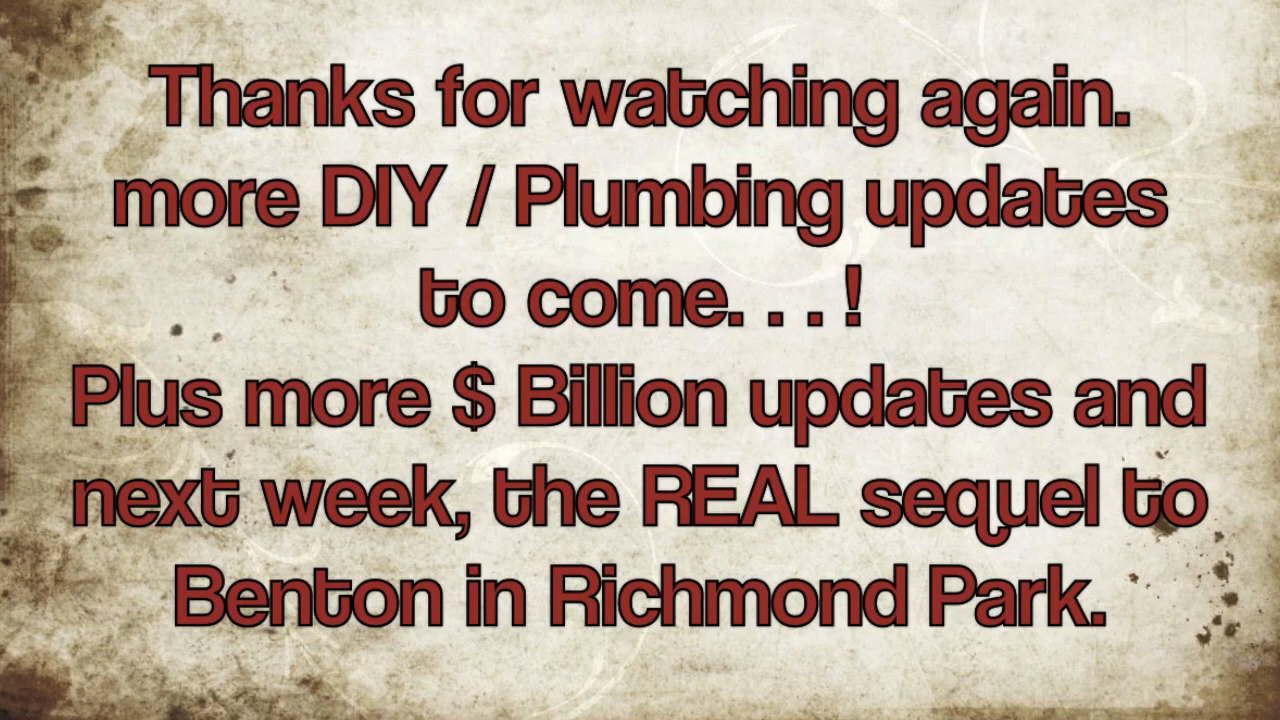 Thanks for watching again.
more DIY / Plumbing updates
to come. . . !
Plus more $ Billion updates and
next week, the REAL sequel to
Benton in Richmond Park.